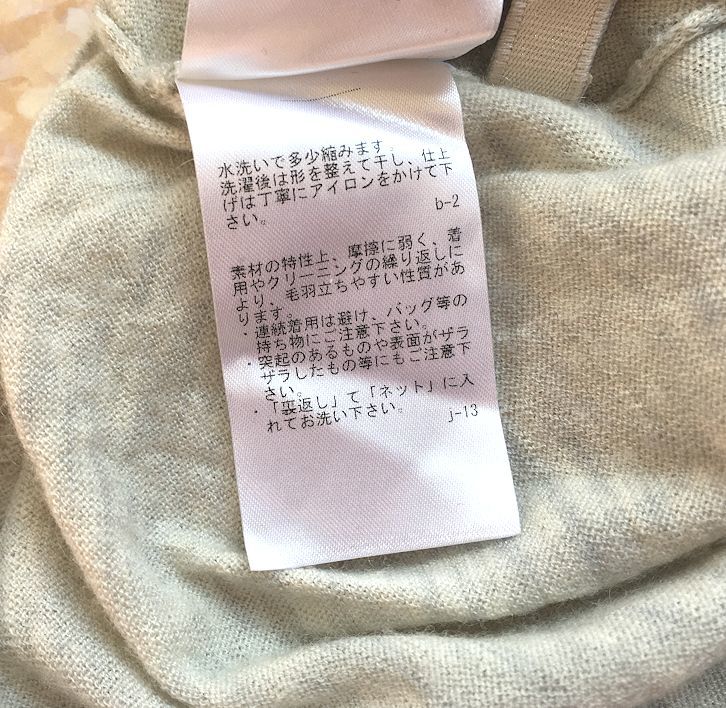 水洗いで多少縮みます。
洗濯後は形を整えて干し、仕上
げは丁寧にアイロンをかけて下
さい。
b-2
素材の特性上、摩擦に弱く、着
用やクリーニングの繰り返しに
より、毛羽立ちやすい性質があ
ります。
・連続着用は避け、バッグ等の
持ち物にご注意下さい。
・突起のあるものや表面がザラ
ザラしたもの等にもご注意下
さい。
・「裏返し」て「ネット」に入
れてお洗い下さい。
j-13